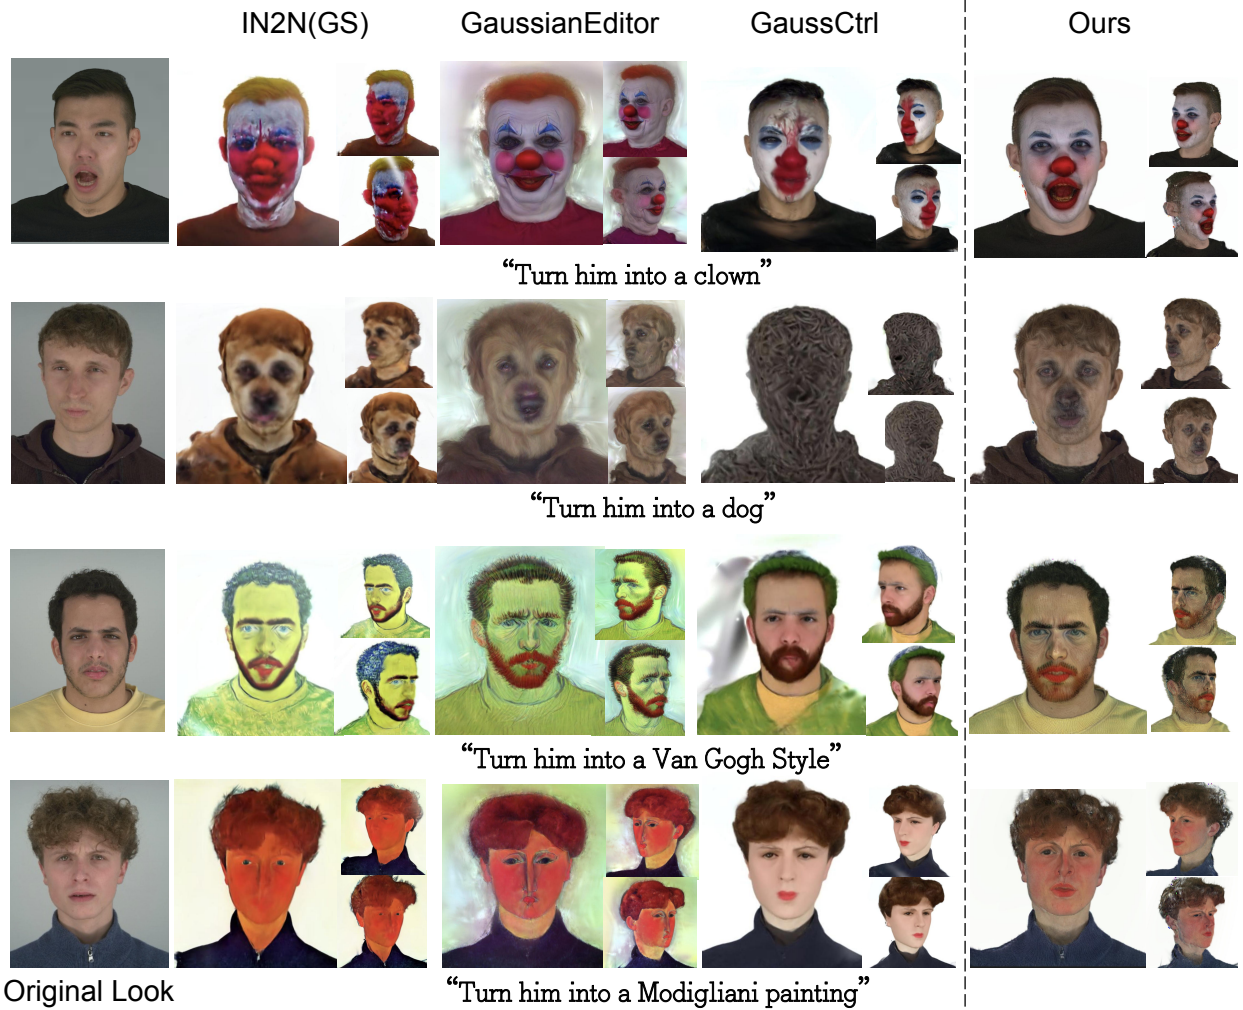 IN2N(GS) GaussianEditor GaussCtrl Ours
“Turn him into a clown”
“Turn him into a dog”
“Turn him into a Van Gogh Style”
Original Look “Turn him into a Modigliani painting”